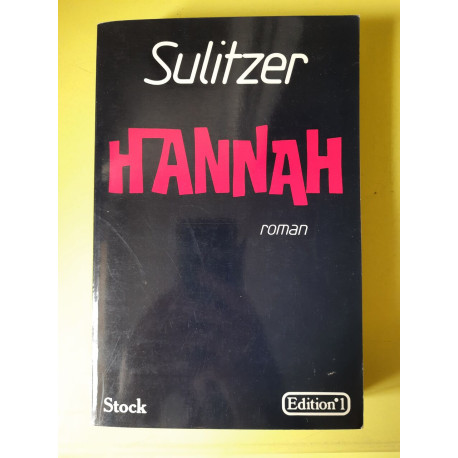 Sulitzer
HANNAH
roman
Stock
Edition°1